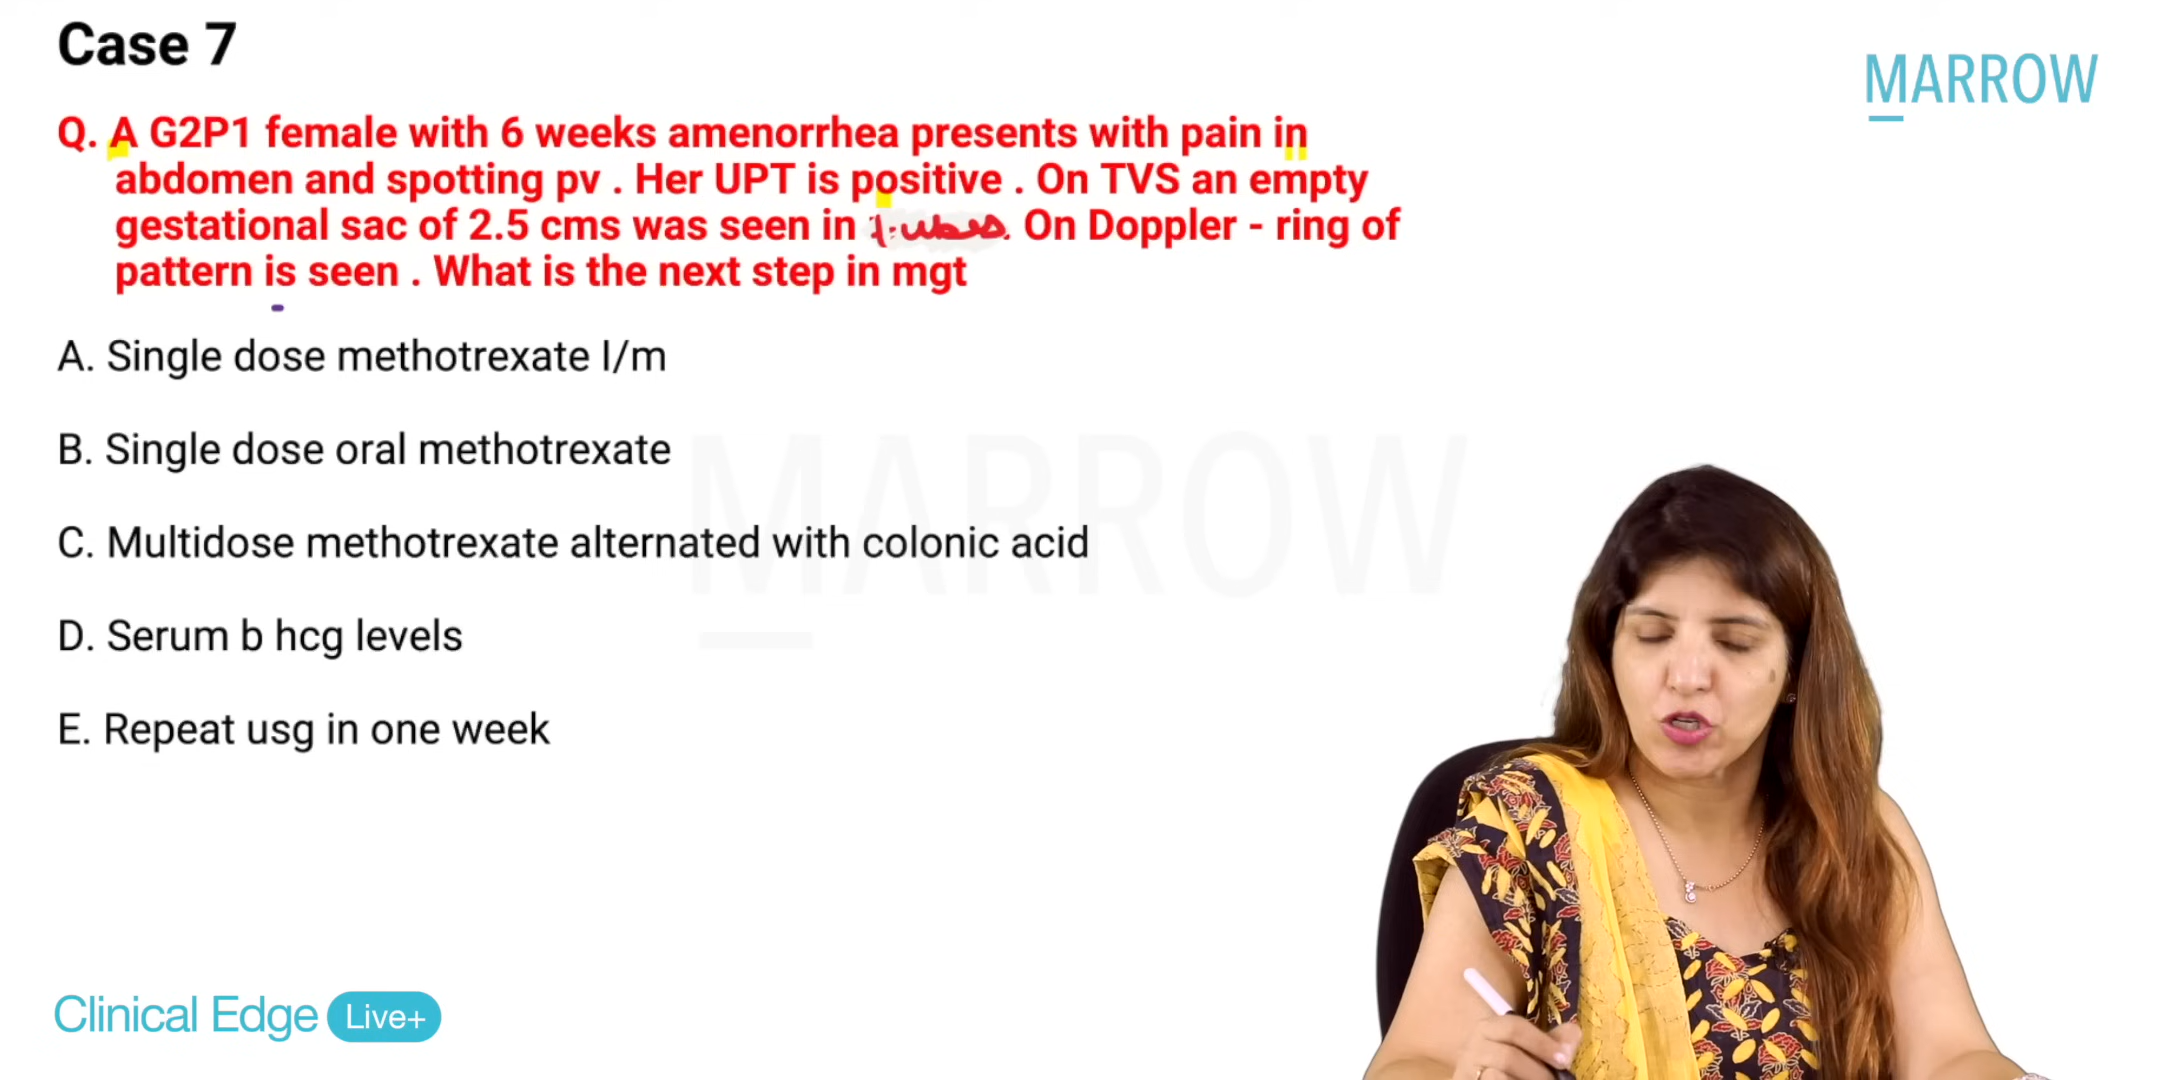 Case 7
MARROW
Q. A G2P1 female with 6 weeks amenorrhea presents with pain in
abdomen and spotting pv . Her UPT is positive . On TVS an empty
gestational sac of 2.5 cms was seen in . On Doppler - ring of
pattern is seen . What is the next step in mgt
A. Single dose methotrexate I/m
B. Single dose oral methotrexate
C. Multidose methotrexate alternated with colonic acid
D. Serum b hcg levels
E. Repeat usg in one week
MARROW
Clinical Edge Live+